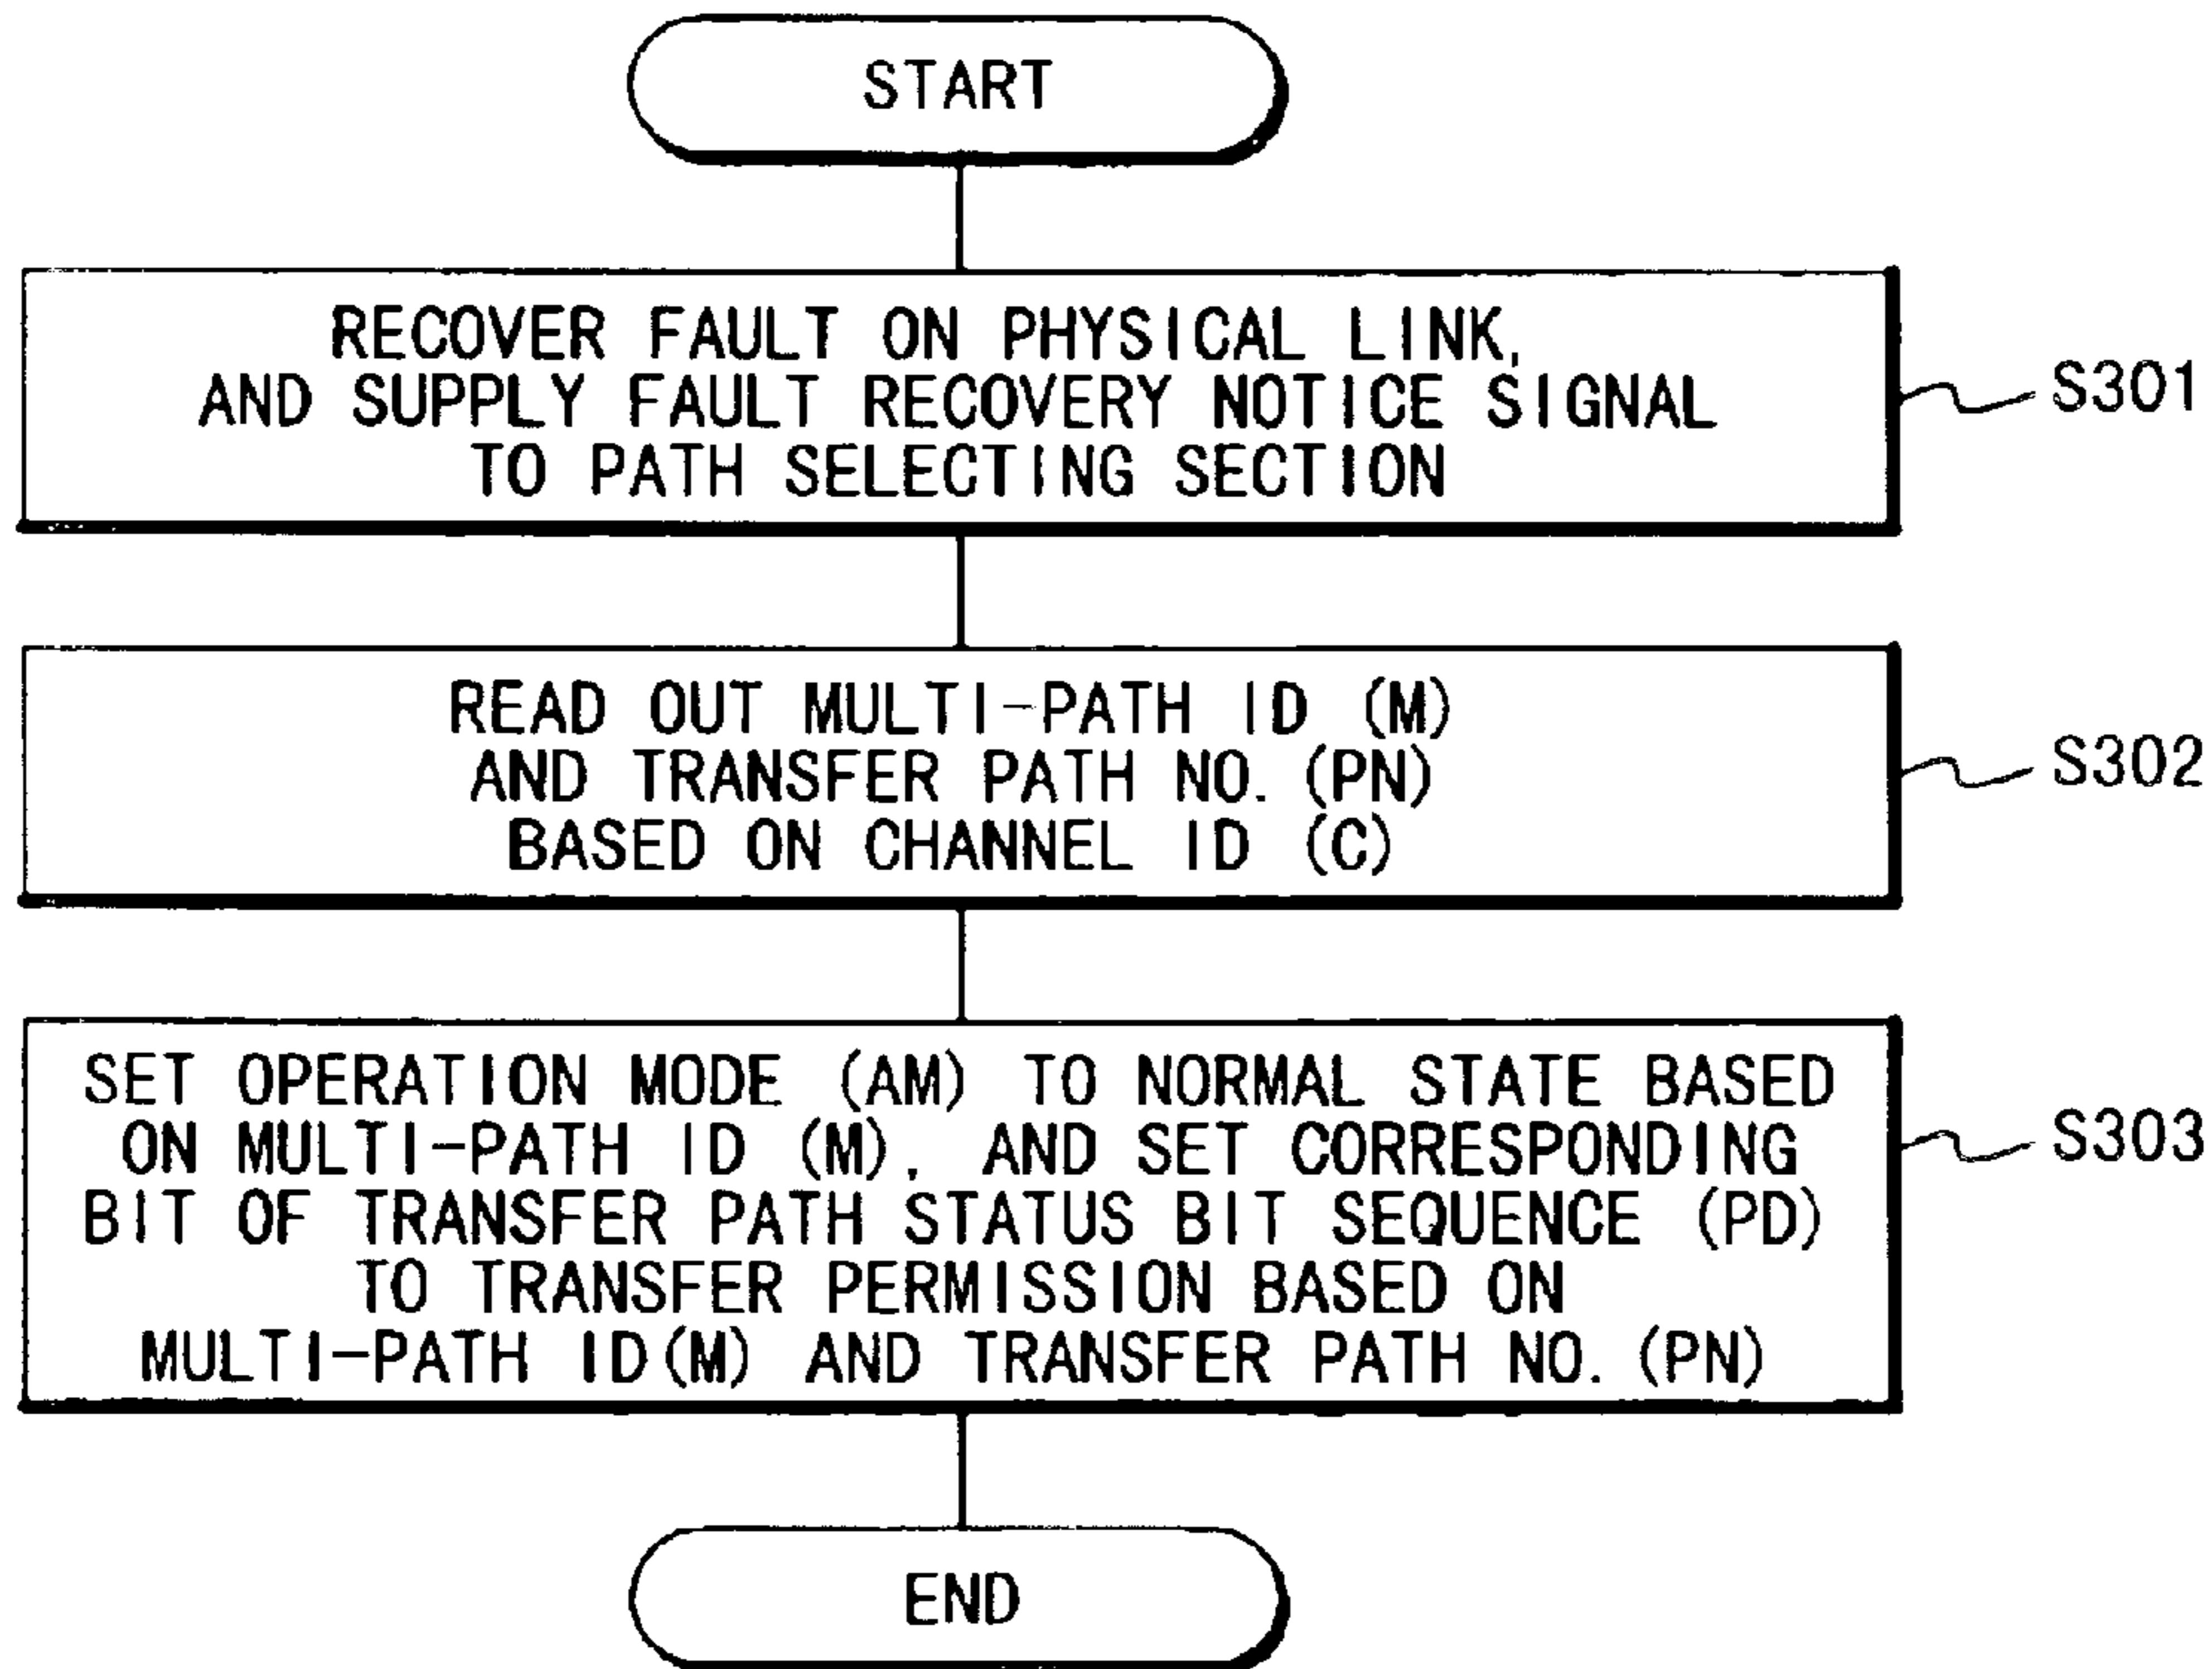 START
RECOVER FAULT ON PHYSICAL LINK,
AND SUPPLY FAULT RECOVERY NOTICE SIGNAL
TO PATH SELECTING SECTION
S301
READ OUT MULTI-PATH ID (M)
AND TRANSFER PATH NO. (PN)
BASED ON CHANNEL ID (C)
S302
SET OPERATION MODE (AM) TO NORMAL STATE BASED
ON MULTI-PATH ID (M), AND SET CORRESPONDING
BIT OF TRANSFER PATH STATUS BIT SEQUENCE (PD)
TO TRANSFER PERMISSION BASED ON
MULTI-PATH ID(M) AND TRANSFER PATH NO. (PN)
S303
END